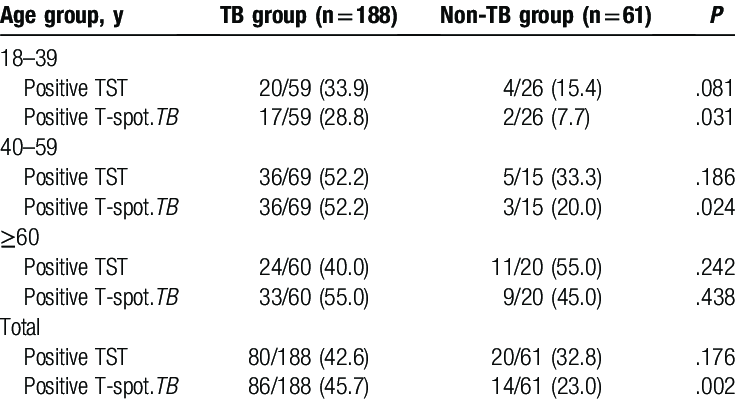 Age group, y TB group (n=188) Non-TB group (n=61) P
18–39
Positive TST 20/59 (33.9) 4/26 (15.4) .081
Positive T-spot.TB 17/59 (28.8) 2/26 (7.7) .031
40–59
Positive TST 36/69 (52.2) 5/15 (33.3) .186
Positive T-spot.TB 36/69 (52.2) 3/15 (20.0) .024
≥60
Positive TST 24/60 (40.0) 11/20 (55.0) .242
Positive T-spot.TB 33/60 (55.0) 9/20 (45.0) .438
Total
Positive TST 80/188 (42.6) 20/61 (32.8) .176
Positive T-spot.TB 86/188 (45.7) 14/61 (23.0) .002